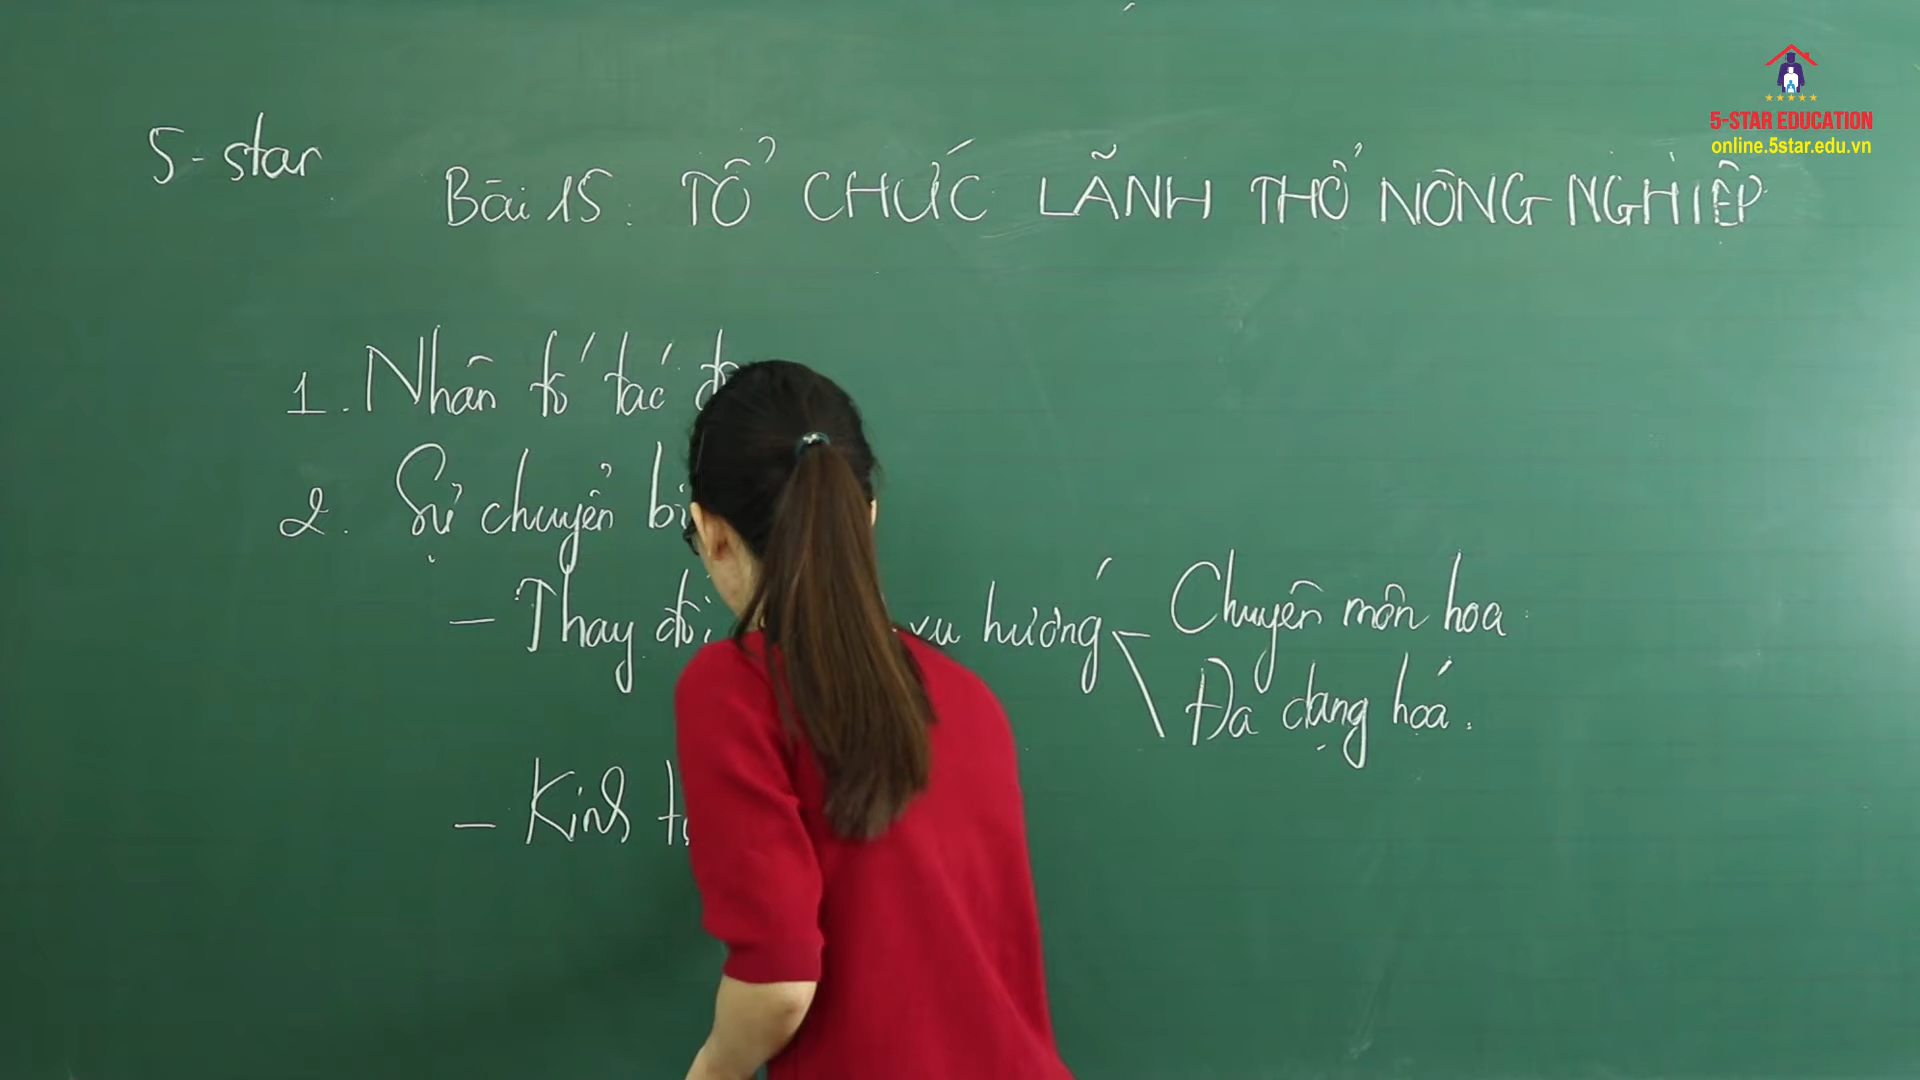 5-STAR EDUCATION
online.5star.edu.vn
5-star
Bài 15. TỔ CHỨC LÃNH THỔ NÔNG NGHIỆP
1. Nhân tố tác
2. Sự chuyển
- Thay đổi xu hướng Chuyên môn hoa
Đa dạng hoá.
- Kinh